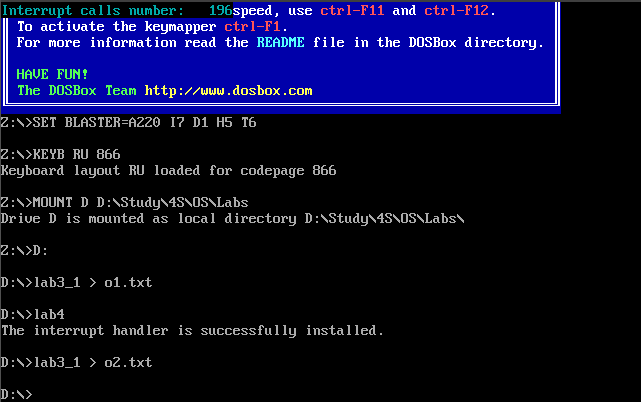 Interrupt calls number:   196speed, use ctrl-F11 and ctrl-F12.
To activate the keymapper ctrl-F1.
For more information read the README file in the DOSBox directory.
HAVE FUN!
The DOSBox Team http://www.dosbox.com
Z:\>SET BLASTER=A220 I7 D1 H5 T6
Z:\>KEYB RU 866
Keyboard layout RU loaded for codepage 866
Z:\>MOUNT D D:\Study\4S\OS\Labs
Drive D is mounted as local directory D:\Study\4S\OS\Labs\
Z:\>D:
D:\>lab3_1 > o1.txt
D:\>lab4
The interrupt handler is successfully installed.
D:\>lab3_1 > o2.txt
D:\>